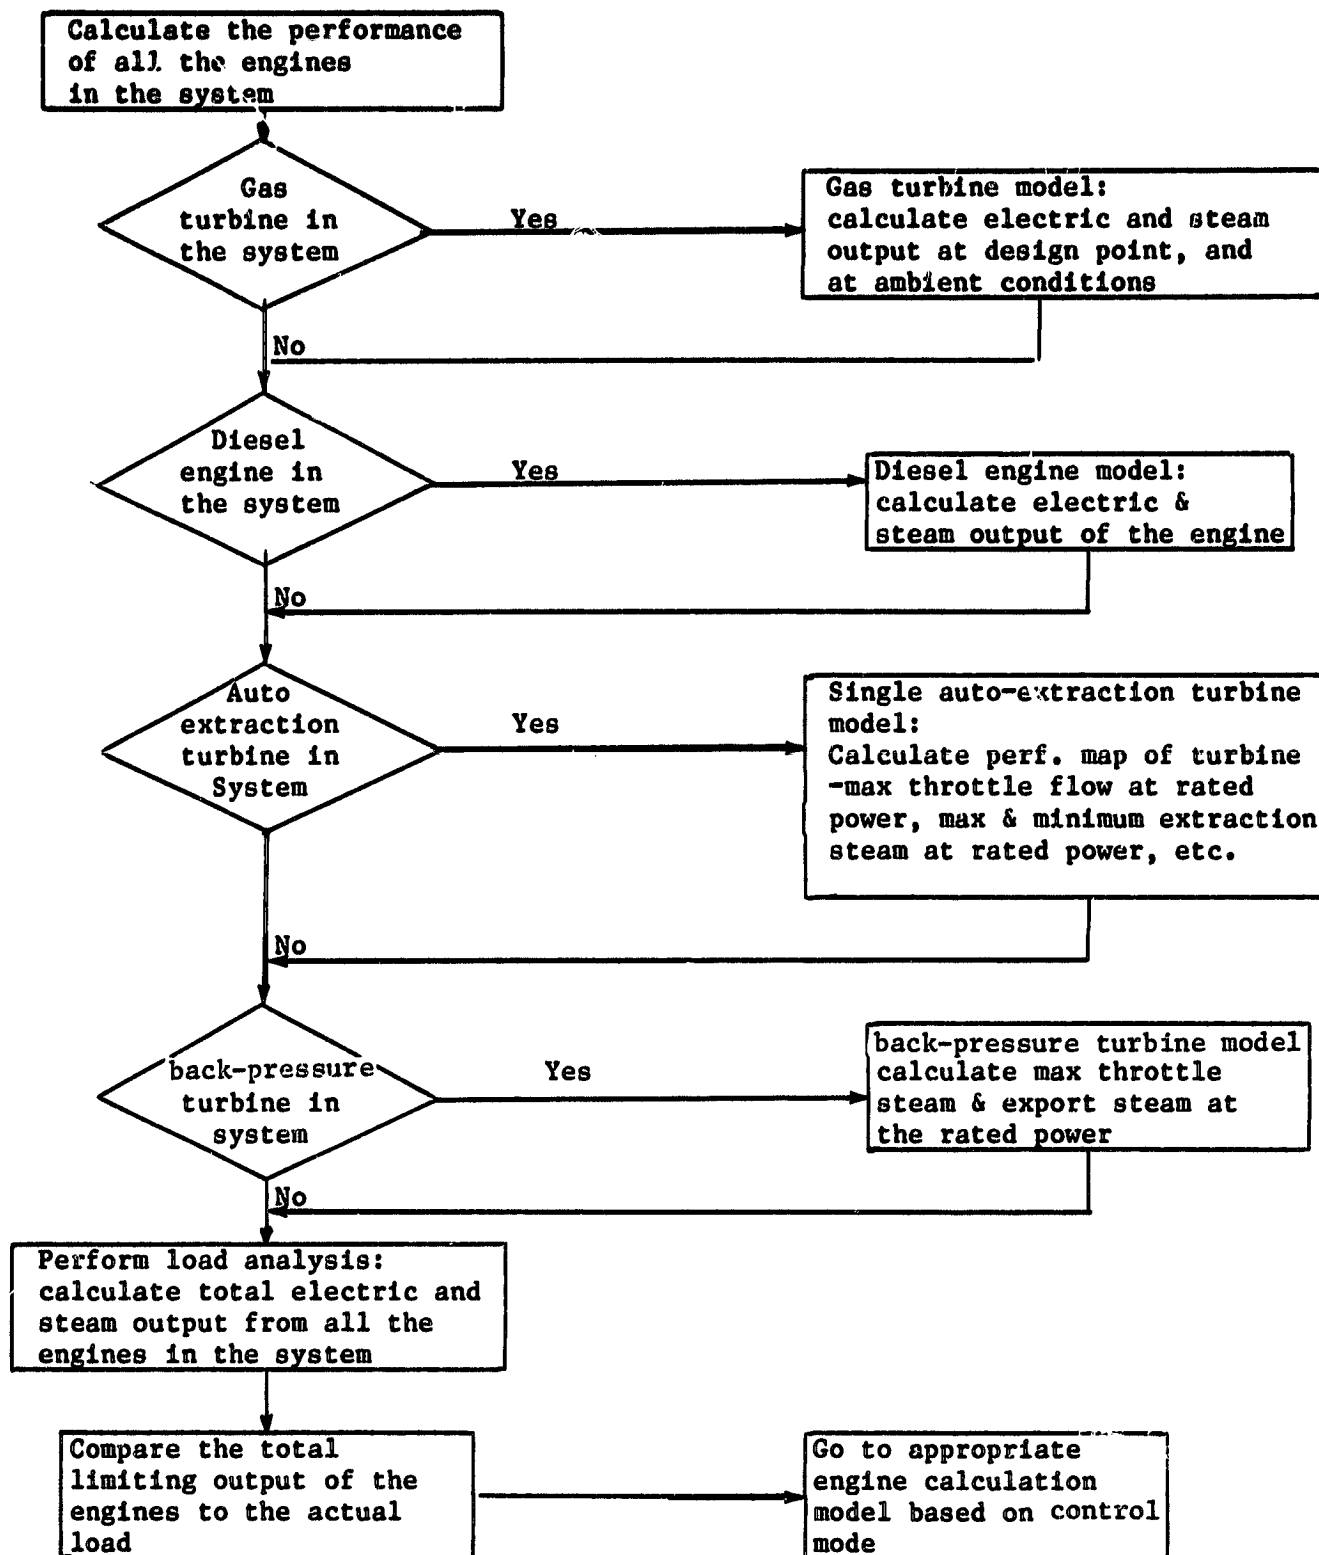 Calculate the performance
of all the engines
in the system
Gas
turbine in
the system
Yes
Gas turbine model:
calculate electric and steam
output at design point, and
at ambient conditions
No
Diesel
engine in
the system
Yes
Diesel engine model:
calculate electric &
steam output of the engine
No
Auto
extraction
turbine in
System
Yes
Single auto-extraction turbine
model:
Calculate perf. map of turbine
-max throttle flow at rated
power, max & minimum extraction
steam at rated power, etc.
No
back-pressure
turbine in
system
Yes
back-pressure turbine model
calculate max throttle
steam & export steam at
the rated power
No
Perform load analysis:
calculate total electric and
steam output from all the
engines in the system
Compare the total
limiting output of the
engines to the actual
load
Go to appropriate
engine calculation
model based on control
mode